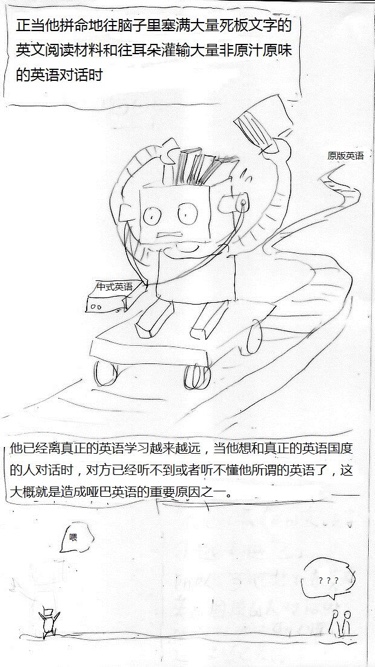 正当他拼命地往脑子里塞满大量死板文字的
英文阅读材料和往耳朵灌输大量非原汁原味
的英语对话时
原版英语
中式英语
他已经离真正的英语学习越来越远，当他想和真正的英语国度
的人对话时，对方已经听不到或者听不懂他所谓的英语了，这
大概就是造成哑巴英语的重要原因之一。
喂
？？？